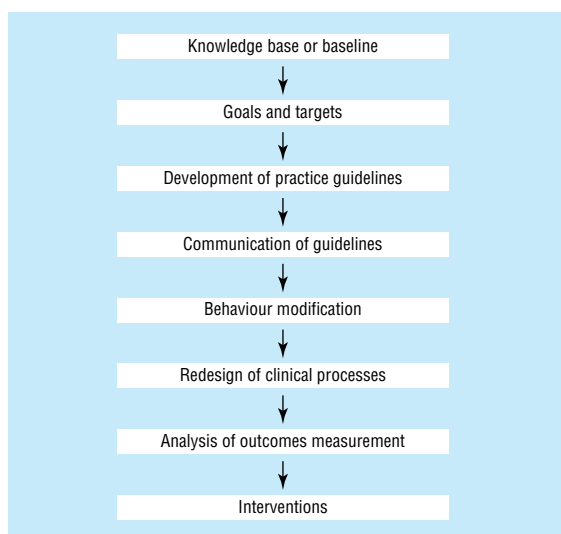 Knowledge base or baseline
Goals and targets
Development of practice guidelines
Communication of guidelines
Behaviour modification
Redesign of clinical processes
Analysis of outcomes measurement
Interventions